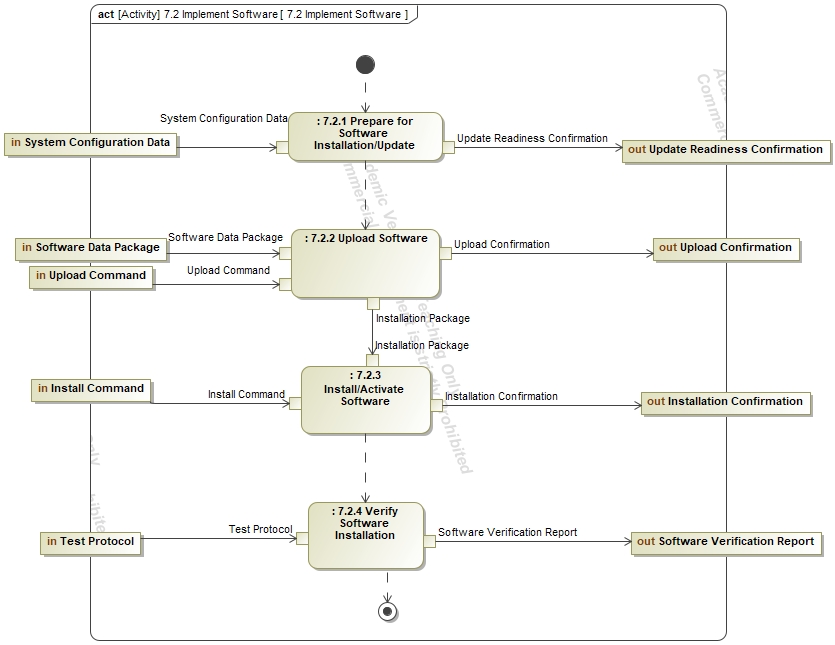 act [Activity] 7.2 Implement Software [ 7.2 Implement Software ]
System Configuration Data
in System Configuration Data
: 7.2.1 Prepare for
Software
Installation/Update
Update Readiness Confirmation
out Update Readiness Confirmation
in Software Data Package
Software Data Package
in Upload Command
Upload Command
: 7.2.2 Upload Software
Upload Confirmation
out Upload Confirmation
Installation Package
Installation Package
in Install Command
Install Command
: 7.2.3
Install/Activate
Software
Installation Confirmation
out Installation Confirmation
in Test Protocol
Test Protocol
: 7.2.4 Verify
Software
Installation
Software Verification Report
out Software Verification Report